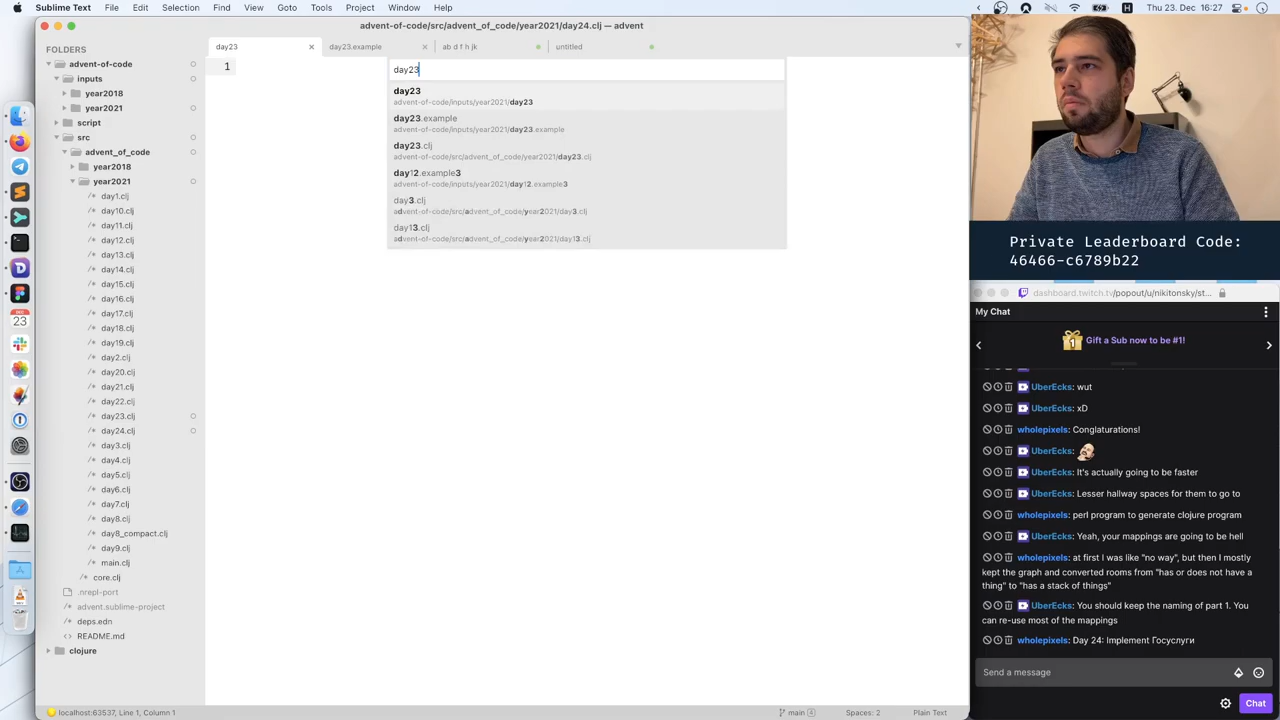 Sublime Text File Edit Selection Find View Goto Tools Project Window Help
Thu 23. Dec 16:27
advent-of-code/src/advent_of_code/year2021/day24.clj — advent
FOLDERS
advent-of-code
inputs
year2018
year2021
script
src
advent_of_code
year2018
year2021
/* day1.clj
/* day10.clj
/* day11.clj
/* day12.clj
/* day13.clj
/* day14.clj
/* day15.clj
/* day16.clj
/* day17.clj
/* day18.clj
/* day19.clj
/* day2.clj
/* day20.clj
/* day21.clj
/* day22.clj
/* day23.clj
/* day24.clj
/* day3.clj
/* day4.clj
/* day5.clj
/* day6.clj
/* day7.clj
/* day8.clj
/* day8_compact.clj
/* day9.clj
/* main.clj
/* core.clj
.nrepl-port
advent.sublime-project
deps.edn
<> README.md
clojure
day23
day23.example
ab d f h jk
untitled
1
day23
day23
advent-of-code/inputs/year2021/day23
day23.example
advent-of-code/inputs/year2021/day23.example
day23.clj
advent-of-code/src/advent_of_code/year2021/day23.clj
day12.example3
advent-of-code/inputs/year2021/day12.example3
day3.clj
advent-of-code/src/advent_of_code/year2021/day3.clj
day13.clj
advent-of-code/src/advent_of_code/year2021/day13.clj
localhost:63537, Line 1, Column 1
main 4
Spaces: 2
Plain Text
DEC
23
Private Leaderboard Code:
46466-c6789b22
dashboard.twitch.tv/popout/u/nikitonsky/st...
My Chat
1
Gift a Sub now to be #1!
UberEcks: wut
UberEcks: xD
wholepixels: Conglaturations!
UberEcks:
UberEcks: It's actually going to be faster
UberEcks: Lesser hallway spaces for them to go to
wholepixels: perl program to generate clojure program
UberEcks: Yeah, your mappings are going to be hell
wholepixels: at first I was like "no way", but then I mostly
kept the graph and converted rooms from "has or does not have a
thing" to "has a stack of things"
UberEcks: You should keep the naming of part 1. You
can re-use most of the mappings
wholepixels: Day 24: Implement Госуслуги
Send a message
Chat